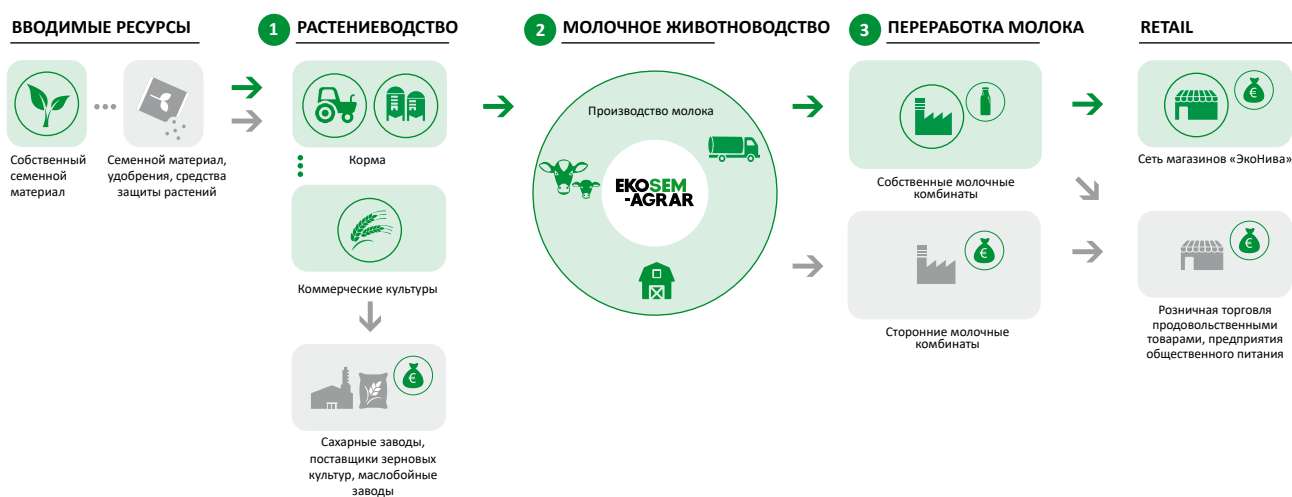 ВВОДИМЫЕ РЕСУРСЫ
1 РАСТЕНИЕВОДСТВО
2 МОЛОЧНОЕ ЖИВОТНОВОДСТВО
3 ПЕРЕРАБОТКА МОЛОКА
RETAIL
Собственный
семенной
материал
Семенной материал,
удобрения, средства
защиты растений
Корма
Коммерческие культуры
€
Сахарные заводы,
поставщики зерновых
культур, маслобойные
заводы
Производство молока
EKOSEM
-AGRAR
Собственные молочные
комбинаты
€
Сторонние молочные
комбинаты
€
Сеть магазинов «ЭкоНива»
€
Розничная торговля
продовольственными
товарами, предприятия
общественного питания